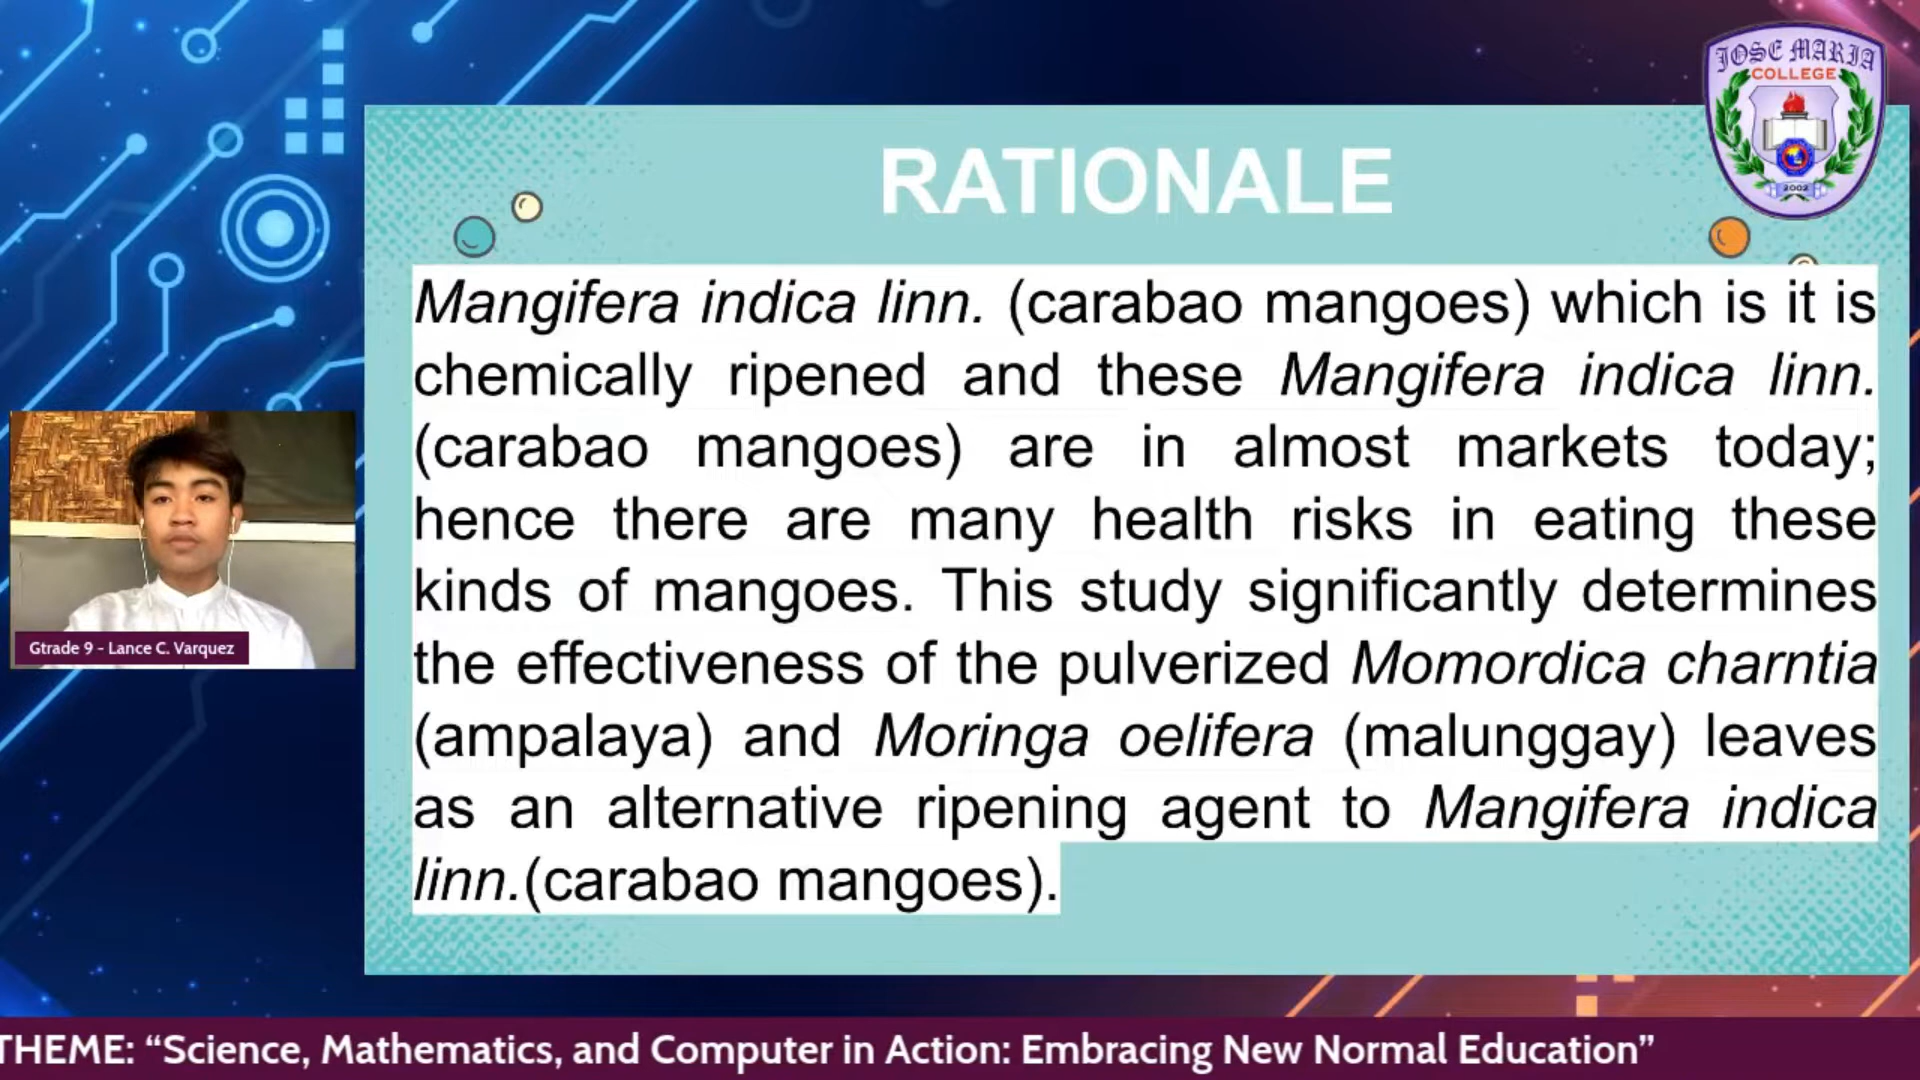 JOSE MARIA
COLLEGE
2002
RATIONALE
Mangifera indica linn. (carabao mangoes) which is it is
chemically ripened and these Mangifera indica linn.
(carabao mangoes) are in almost markets today;
hence there are many health risks in eating these
kinds of mangoes. This study significantly determines
the effectiveness of the pulverized Momordica charntia
(ampalaya) and Moringa oelifera (malunggay) leaves
as an alternative ripening agent to Mangifera indica
linn.(carabao mangoes).
Gtrade 9 - Lance C. Varquez
THEME: “Science, Mathematics, and Computer in Action: Embracing New Normal Education”